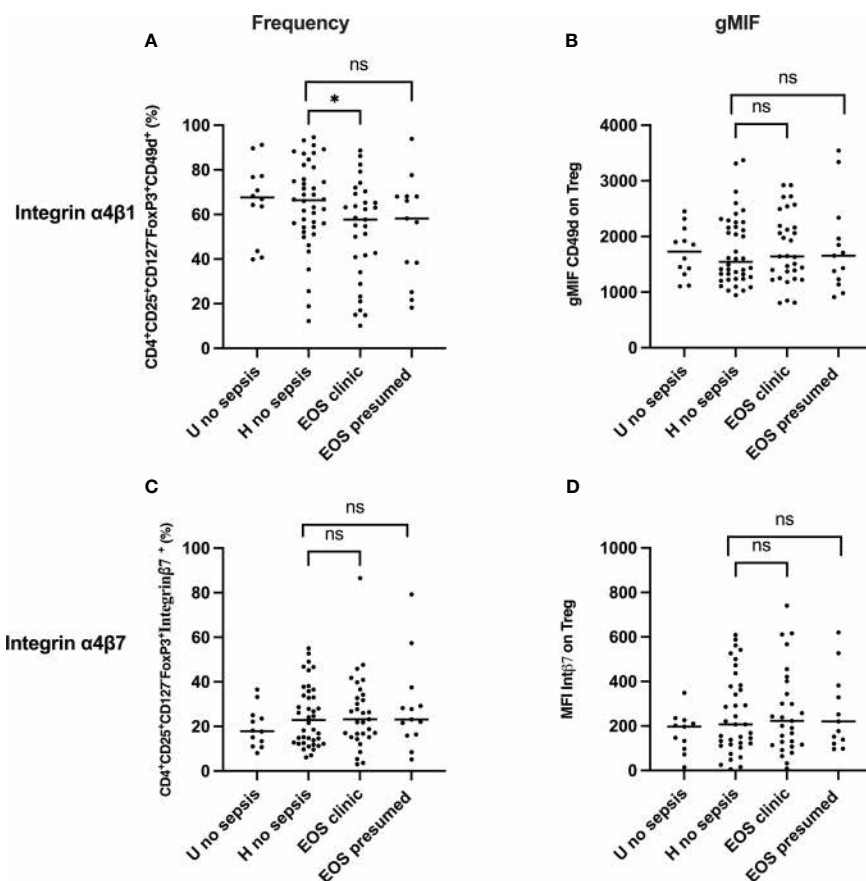 Frequency
gMIF
A
ns
*
CD4⁺CD25⁺CD127⁻FoxP3⁺CD49d⁺ (%)
100
80
60
40
20
0
U no sepsis
H no sepsis
EOS clinic
EOS presumed
Integrin α4β1
B
ns
ns
gMIF CD49d on Treg
4000
3000
2000
1000
0
U no sepsis
H no sepsis
EOS clinic
EOS presumed
C
ns
ns
CD4⁺CD25⁺CD127⁻FoxP3⁺Integrinβ7 ⁺ (%)
100
80
60
40
20
0
U no sepsis
H no sepsis
EOS clinic
EOS presumed
Integrin α4β7
D
ns
ns
MFI Intβ7 on Treg
1000
800
600
400
200
0
U no sepsis
H no sepsis
EOS clinic
EOS presumed